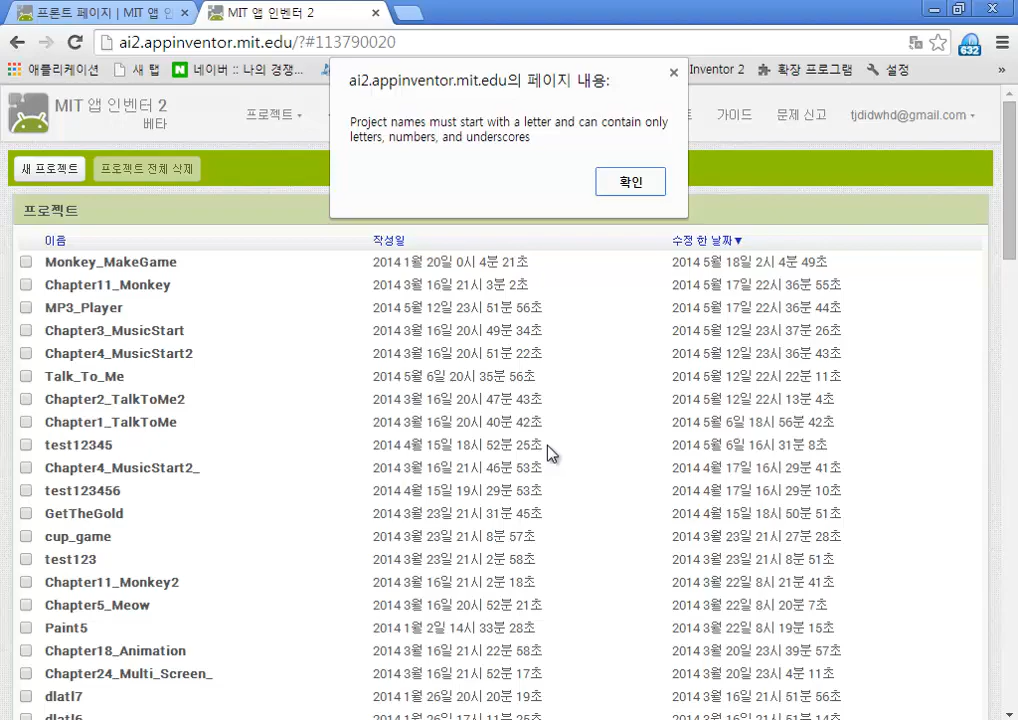 프론트 페이지 | MIT 앱 인
MIT 앱 인벤터 2
ai2.appinventor.mit.edu/?#113790020
632
애플리케이션 새 탭 네이버 :: 나의 경쟁... Inventor 2 확장 프로그램 설정 »
ai2.appinventor.mit.edu의 페이지 내용:
Project names must start with a letter and can contain only
letters, numbers, and underscores
확인
MIT 앱 인벤터 2
베타
프로젝트 가이드 문제 신고 tjdidwhd@gmail.com
새 프로젝트 프로젝트 전체 삭제
프로젝트
이름 작성일 수정 한 날짜▼
Monkey_MakeGame 2014 1월 20일 0시 4분 21초 2014 5월 18일 2시 4분 49초
Chapter11_Monkey 2014 3월 16일 21시 3분 2초 2014 5월 17일 22시 36분 55초
MP3_Player 2014 5월 12일 23시 51분 56초 2014 5월 17일 22시 36분 44초
Chapter3_MusicStart 2014 3월 16일 20시 49분 34초 2014 5월 12일 23시 37분 26초
Chapter4_MusicStart2 2014 3월 16일 20시 51분 22초 2014 5월 12일 23시 36분 43초
Talk_To_Me 2014 5월 6일 20시 35분 56초 2014 5월 12일 22시 22분 11초
Chapter2_TalkToMe2 2014 3월 16일 20시 47분 43초 2014 5월 12일 22시 13분 4초
Chapter1_TalkToMe 2014 3월 16일 20시 40분 42초 2014 5월 6일 18시 56분 42초
test12345 2014 4월 15일 18시 52분 25초 2014 5월 6일 16시 31분 8초
Chapter4_MusicStart2_ 2014 3월 16일 21시 46분 53초 2014 4월 17일 16시 29분 41초
test123456 2014 4월 15일 19시 29분 53초 2014 4월 17일 16시 29분 10초
GetTheGold 2014 3월 23일 21시 31분 45초 2014 4월 15일 18시 50분 51초
cup_game 2014 3월 23일 21시 8분 57초 2014 3월 23일 21시 27분 28초
test123 2014 3월 23일 21시 2분 58초 2014 3월 23일 21시 8분 51초
Chapter11_Monkey2 2014 3월 16일 21시 2분 18초 2014 3월 22일 8시 21분 41초
Chapter5_Meow 2014 3월 16일 20시 52분 21초 2014 3월 22일 8시 20분 7초
Paint5 2014 1월 2일 14시 33분 28초 2014 3월 22일 8시 19분 15초
Chapter18_Animation 2014 3월 16일 21시 22분 58초 2014 3월 20일 23시 39분 57초
Chapter24_Multi_Screen_ 2014 3월 16일 21시 52분 17초 2014 3월 20일 23시 4분 11초
dlatl7 2014 1월 26일 20시 20분 19초 2014 3월 16일 21시 51분 56초
dlatl6